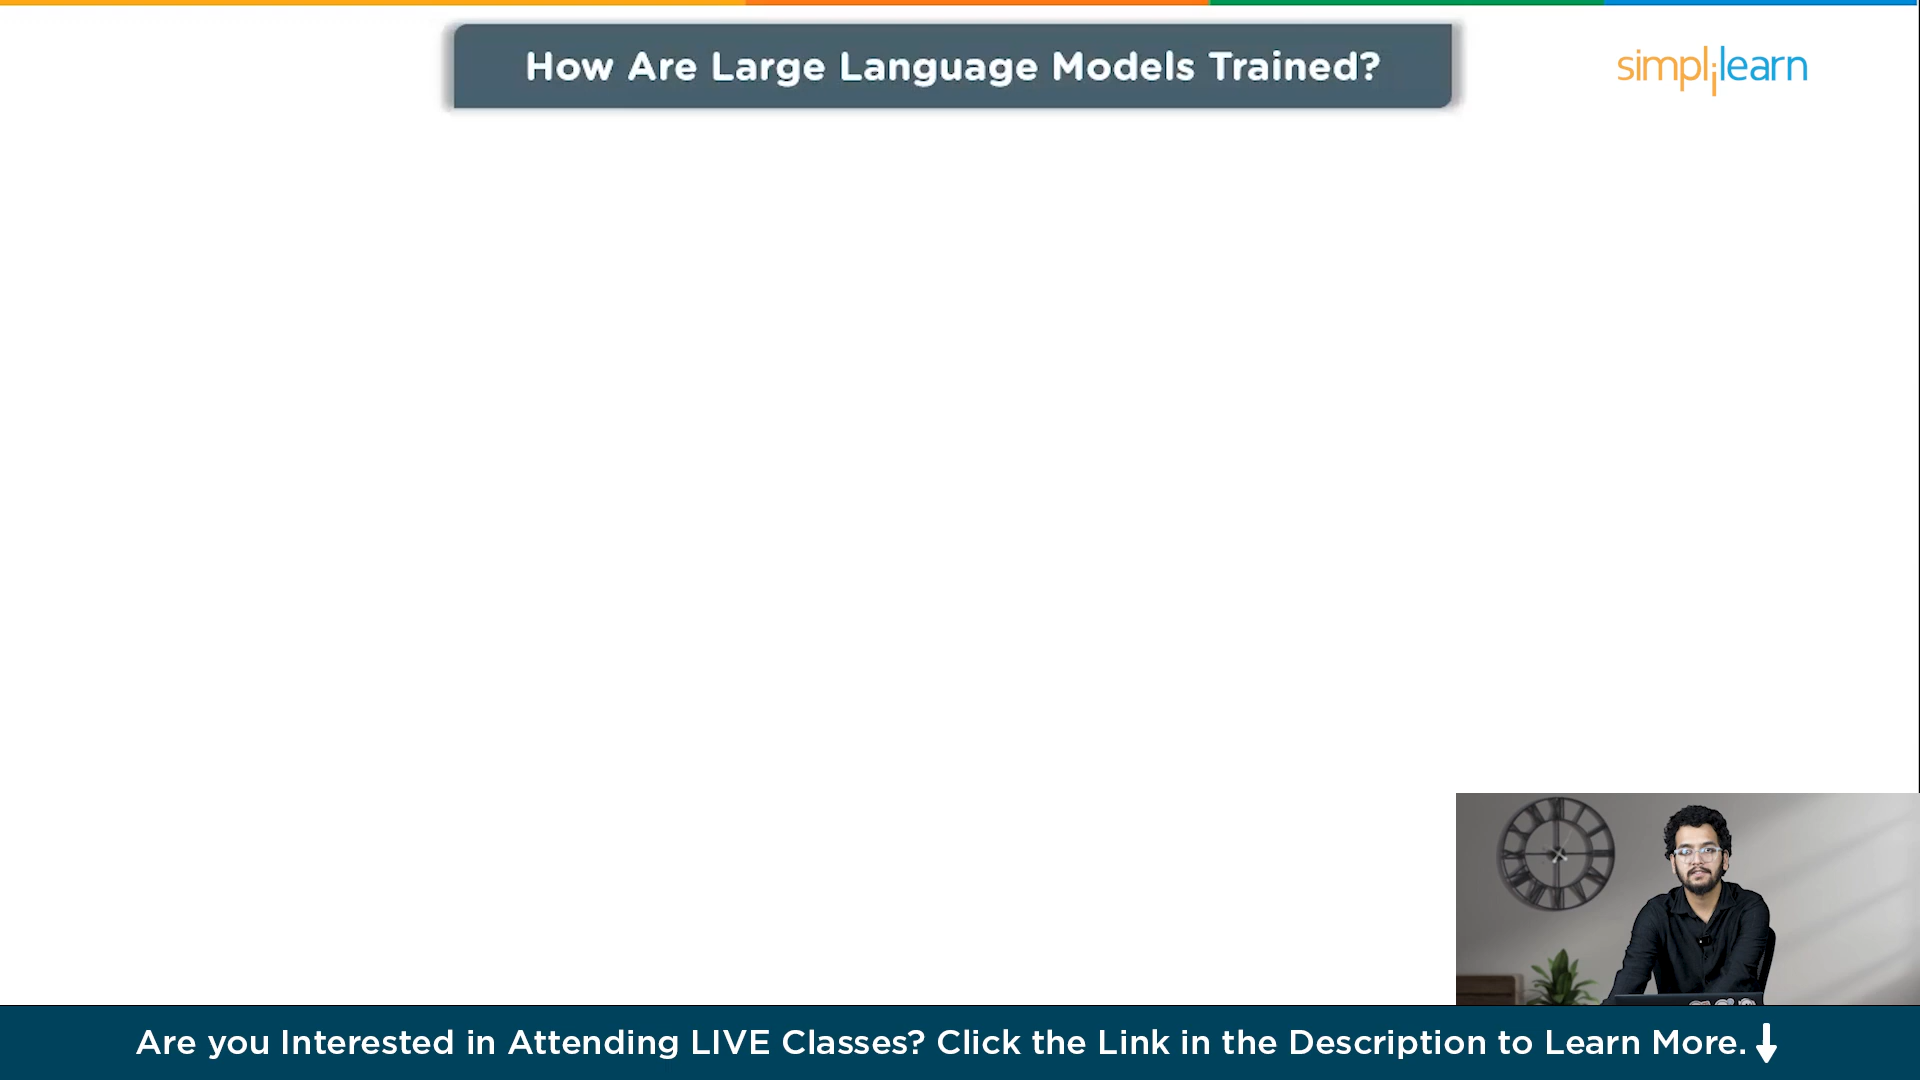 How Are Large Language Models Trained?
simplilearn
Are you Interested in Attending LIVE Classes? Click the Link in the Description to Learn More.